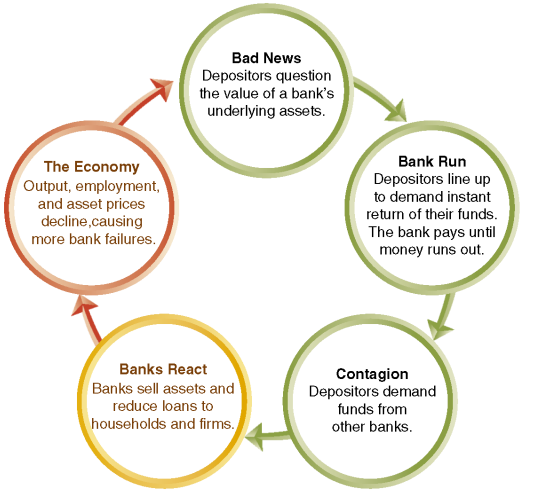 Bad News
Depositors question
the value of a bank's
underlying assets.
Bank Run
Depositors line up
to demand instant
return of their funds.
The bank pays until
money runs out.
Contagion
Depositors demand
funds from
other banks.
Banks React
Banks sell assets and
reduce loans to
households and firms.
The Economy
Output, employment,
and asset prices
decline,causing
more bank failures.